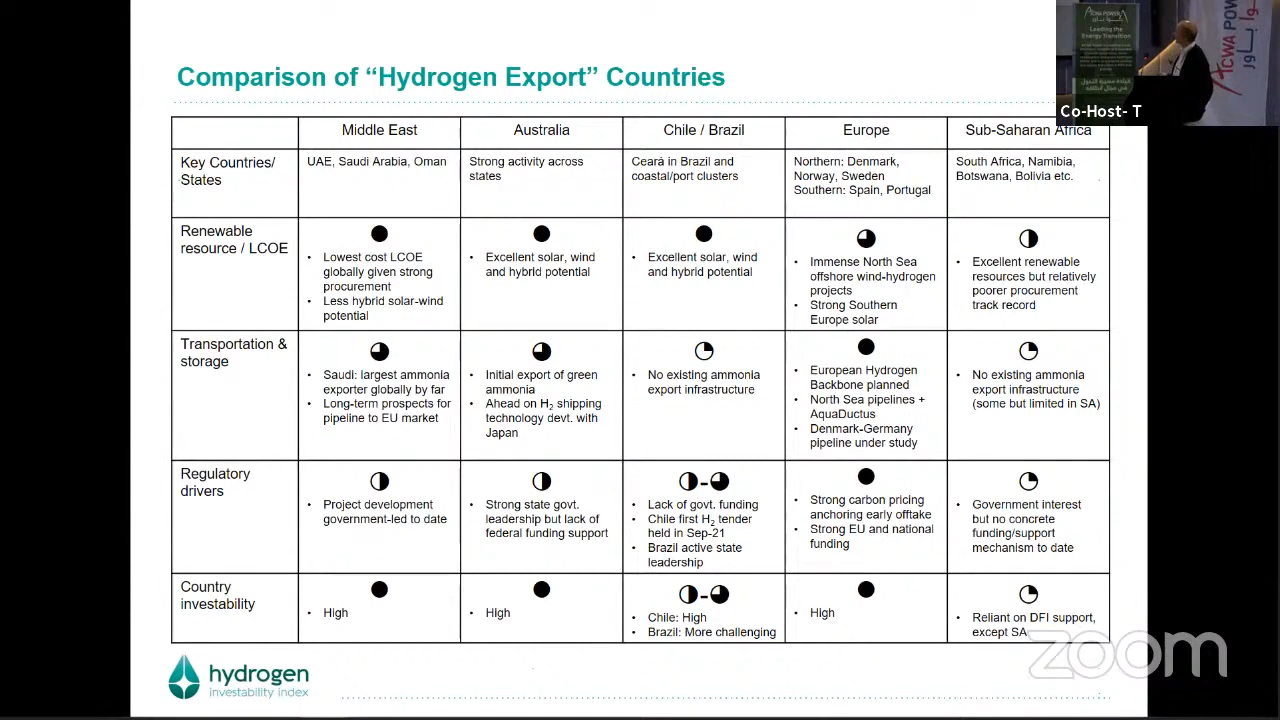 Comparison of “Hydrogen Export” Countries
Middle East
Australia
Chile / Brazil
Europe
Sub-Saharan Africa
Key Countries/
States
UAE, Saudi Arabia, Oman
Strong activity across
states
Ceará in Brazil and
coastal/port clusters
Northern: Denmark,
Norway, Sweden
Southern: Spain, Portugal
South Africa, Namibia,
Botswana, Bolivia etc.
Renewable
resource / LCOE
• Lowest cost LCOE
globally given strong
procurement
• Less hybrid solar-wind
potential
• Excellent solar, wind
and hybrid potential
• Excellent solar, wind
and hybrid potential
• Immense North Sea
offshore wind-hydrogen
projects
• Strong Southern
Europe solar
• Excellent renewable
resources but relatively
poorer procurement
track record
Transportation &
storage
• Saudi: largest ammonia
exporter globally by far
• Long-term prospects for
pipeline to EU market
• Initial export of green
ammonia
• Ahead on H₂ shipping
technology devt. with
Japan
• No existing ammonia
export infrastructure
• European Hydrogen
Backbone planned
• North Sea pipelines +
AquaDuctus
• Denmark-Germany
pipeline under study
• No existing ammonia
export infrastructure
(some but limited in SA)
Regulatory
drivers
• Project development
government-led to date
• Strong state govt.
leadership but lack of
federal funding support
• Lack of govt. funding
• Chile first H₂ tender
held in Sep-21
• Brazil active state
leadership
• Strong carbon pricing
anchoring early offtake
• Strong EU and national
funding
• Government interest
but no concrete
funding/support
mechanism to date
Country
investability
• High
• High
• Chile: High
• Brazil: More challenging
• High
• Reliant on DFI support,
except SA
hydrogen
investability index
zoom
Co-Host- T
ACWA POWER
Leading the
Energy Transition
ACWA POW